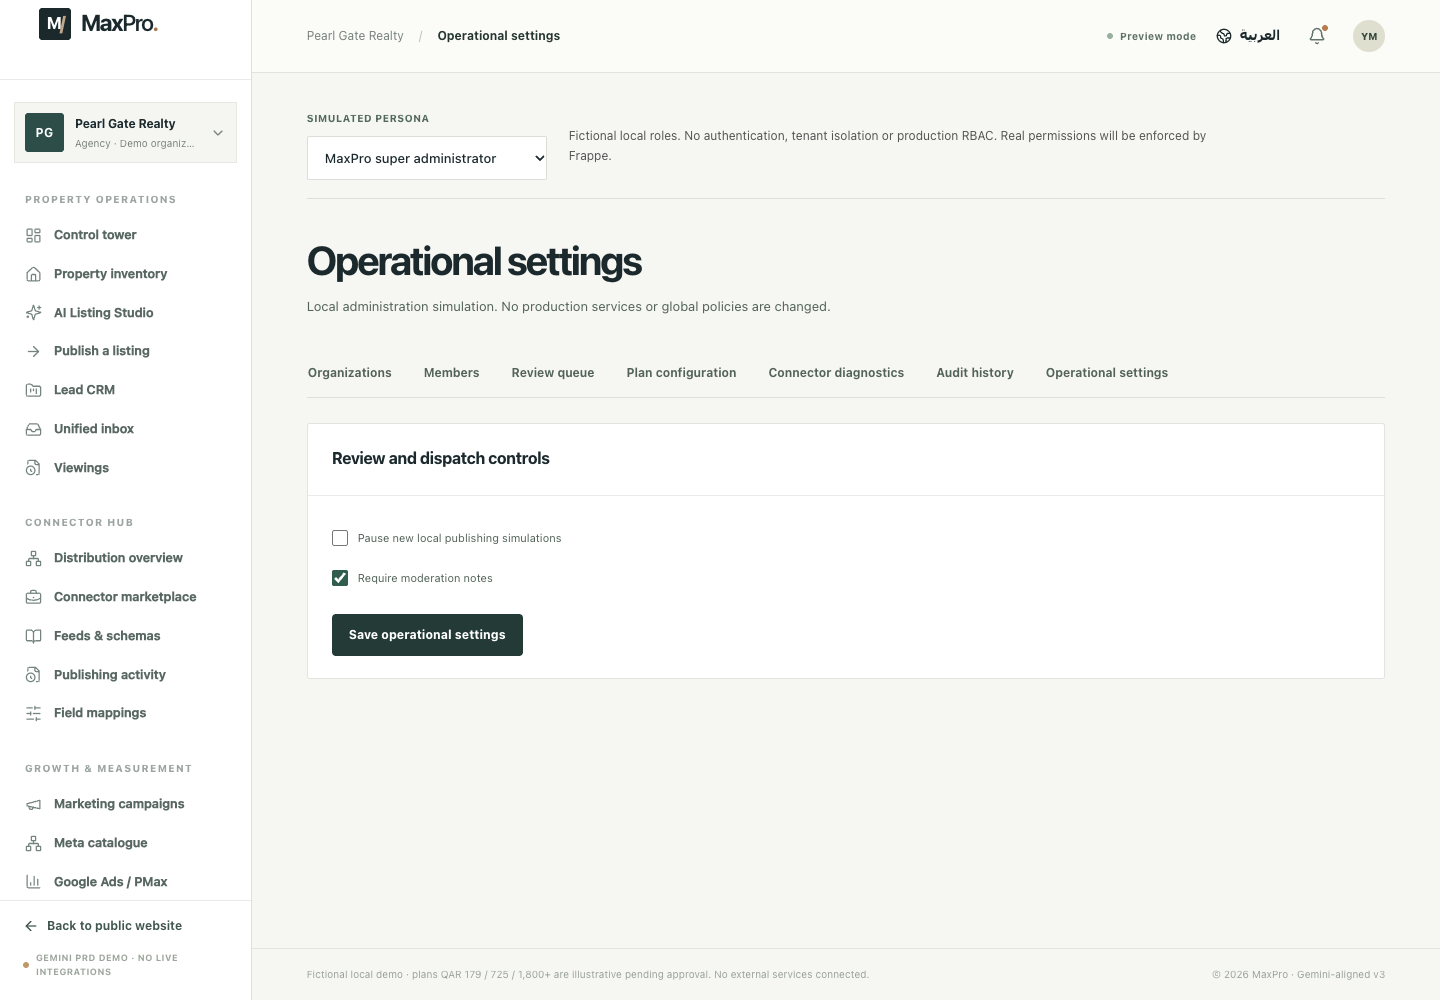 M/ MaxPro.
PG
Pearl Gate Realty
Agency · Demo organiz...
PROPERTY OPERATIONS
Control tower
Property inventory
AI Listing Studio
Publish a listing
Lead CRM
Unified inbox
Viewings
CONNECTOR HUB
Distribution overview
Connector marketplace
Feeds & schemas
Publishing activity
Field mappings
GROWTH & MEASUREMENT
Marketing campaigns
Meta catalogue
Google Ads / PMax
Back to public website
GEMINI PRD DEMO · NO LIVE
INTEGRATIONS
Pearl Gate Realty / Operational settings
Preview mode
العربية
YM
SIMULATED PERSONA
MaxPro super administrator
Fictional local roles. No authentication, tenant isolation or production RBAC. Real permissions will be enforced by
Frappe.
Operational settings
Local administration simulation. No production services or global policies are changed.
Organizations Members Review queue Plan configuration Connector diagnostics Audit history Operational settings
Review and dispatch controls
Pause new local publishing simulations
Require moderation notes
Save operational settings
Fictional local demo · plans QAR 179 / 725 / 1,800+ are illustrative pending approval. No external services connected.
© 2026 MaxPro · Gemini-aligned v3